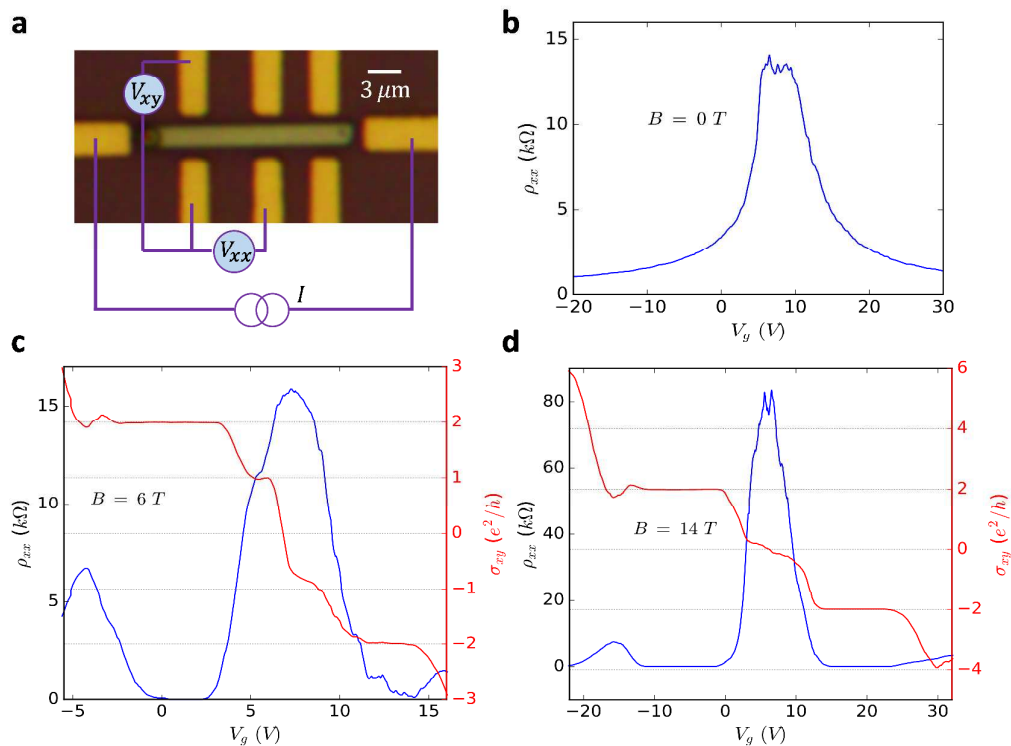 a
V_xy
3 μm
V_xx
I
b
15
10
5
0
ρ_xx (kΩ)
B = 0 T
−20
−10
0
10
20
30
V_g (V)
c
15
10
5
0
ρ_xx (kΩ)
B = 6 T
3
2
1
0
−1
−2
−3
σ_xy (e²/h)
−5
0
5
10
15
V_g (V)
d
80
60
40
20
0
ρ_xx (kΩ)
B = 14 T
6
4
2
0
−2
−4
σ_xy (e²/h)
−20
−10
0
10
20
30
V_g (V)